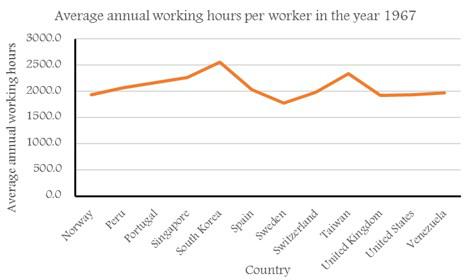 Average annual working hours per worker in the year 1967
Average annual working hours
3000.0
2500.0
2000.0
1500.0
1000.0
500.0
0.0
Norway
Peru
Portugal
Singapore
South Korea
Spain
Sweden
Switzerland
Taiwan
United Kingdom
United States
Venezuela
Country